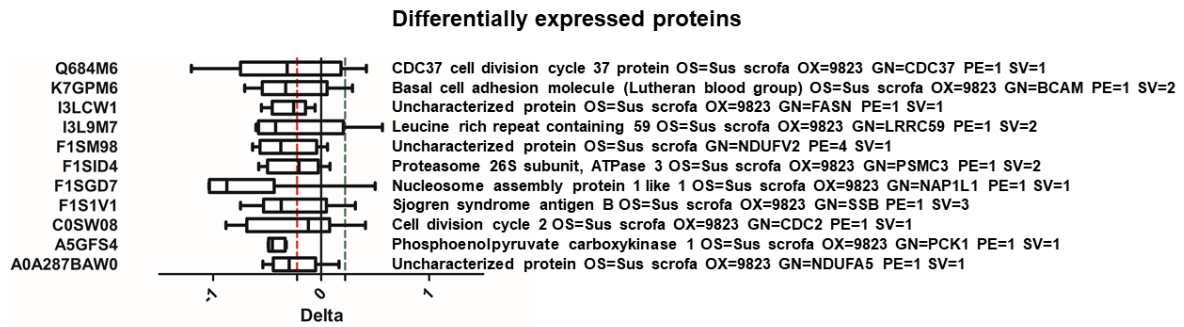 Differentially expressed proteins
Q684M6 CDC37 cell division cycle 37 protein OS=Sus scrofa OX=9823 GN=CDC37 PE=1 SV=1
K7GPM6 Basal cell adhesion molecule (Lutheran blood group) OS=Sus scrofa OX=9823 GN=BCAM PE=1 SV=2
I3LCW1 Uncharacterized protein OS=Sus scrofa OX=9823 GN=FASN PE=1 SV=1
I3L9M7 Leucine rich repeat containing 59 OS=Sus scrofa OX=9823 GN=LRRC59 PE=1 SV=2
F1SM98 Uncharacterized protein OS=Sus scrofa OX=9823 GN=NDUFV2 PE=4 SV=1
F1SID4 Proteasome 26S subunit, ATPase 3 OS=Sus scrofa OX=9823 GN=PSMC3 PE=1 SV=2
F1SGD7 Nucleosome assembly protein 1 like 1 OS=Sus scrofa OX=9823 GN=NAP1L1 PE=1 SV=1
F1S1V1 Sjogren syndrome antigen B OS=Sus scrofa OX=9823 GN=SSB PE=1 SV=3
C0SW08 Cell division cycle 2 OS=Sus scrofa OX=9823 GN=CDC2 PE=1 SV=1
A5GFS4 Phosphoenolpyruvate carboxykinase 1 OS=Sus scrofa OX=9823 GN=PCK1 PE=1 SV=1
A0A287BAW0 Uncharacterized protein OS=Sus scrofa OX=9823 GN=NDUFA5 PE=1 SV=1
-1 0 1
Delta